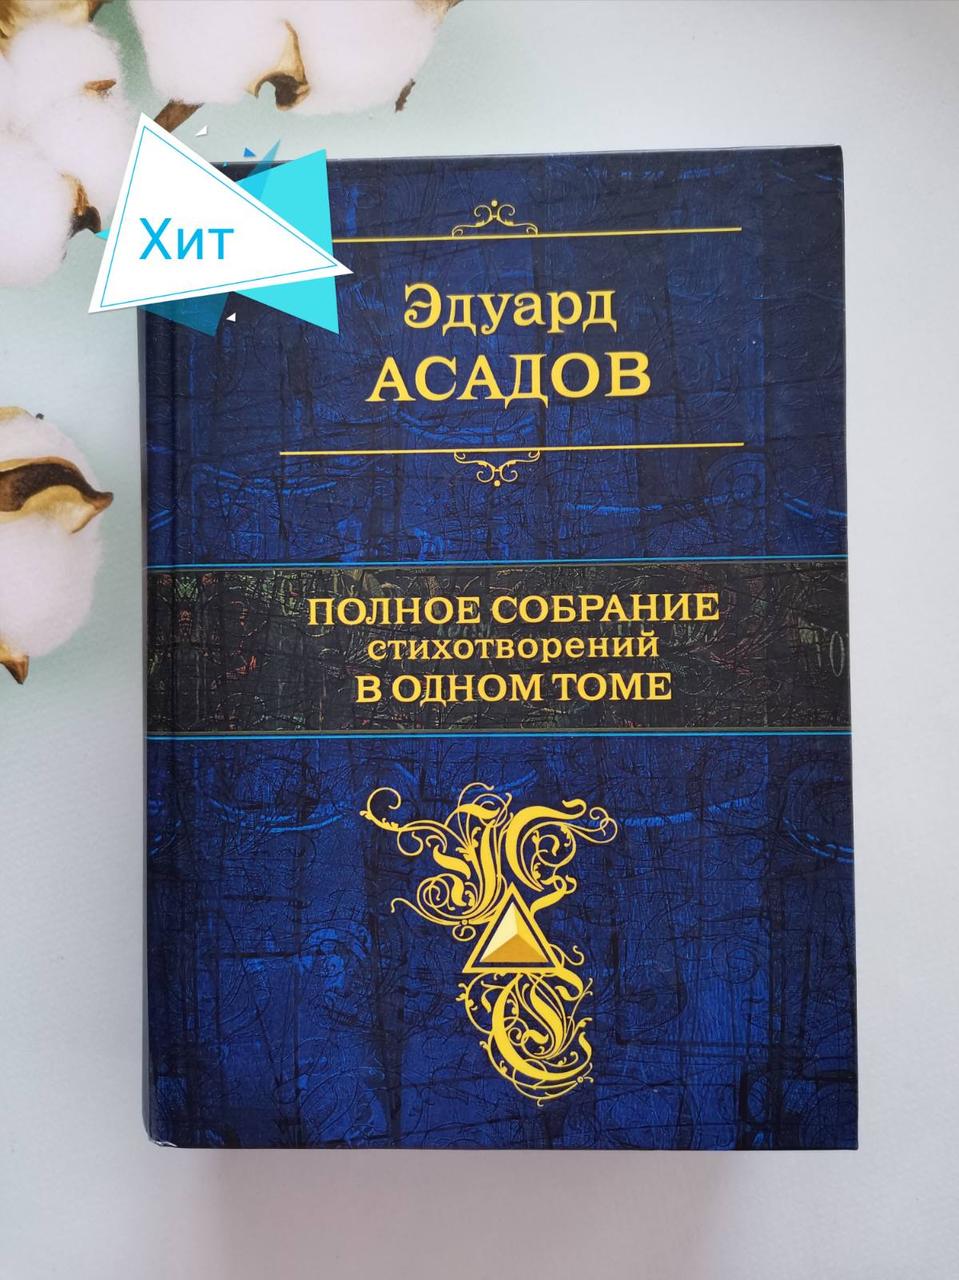 Хит
Эдуард
АСАДОВ
ПОЛНОЕ СОБРАНИЕ
стихотворений
В ОДНОМ ТОМЕ